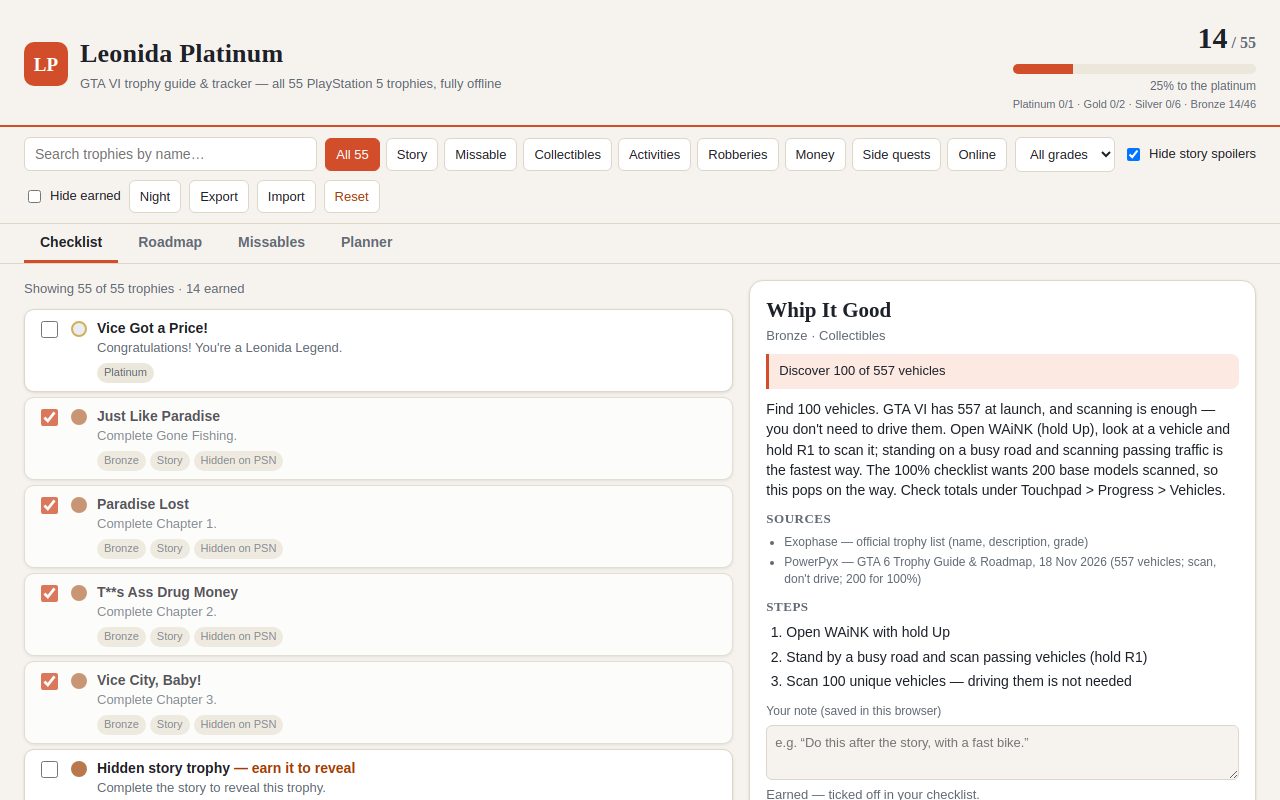 LP
Leonida Platinum
GTA VI trophy guide & tracker — all 55 PlayStation 5 trophies, fully offline
14 / 55
25% to the platinum
Platinum 0/1 · Gold 0/2 · Silver 0/6 · Bronze 14/46
Search trophies by name…
All 55
Story
Missable
Collectibles
Activities
Robberies
Money
Side quests
Online
All grades
Hide story spoilers
Hide earned
Night
Export
Import
Reset
Checklist
Roadmap
Missables
Planner
Showing 55 of 55 trophies · 14 earned
Vice Got a Price!
Congratulations! You're a Leonida Legend.
Platinum
Just Like Paradise
Complete Gone Fishing.
Bronze Story Hidden on PSN
Paradise Lost
Complete Chapter 1.
Bronze Story Hidden on PSN
T**s Ass Drug Money
Complete Chapter 2.
Bronze Story Hidden on PSN
Vice City, Baby!
Complete Chapter 3.
Bronze Story Hidden on PSN
Hidden story trophy — earn it to reveal
Complete the story to reveal this trophy.
Whip It Good
Bronze · Collectibles
Discover 100 of 557 vehicles
Find 100 vehicles. GTA VI has 557 at launch, and scanning is enough —
you don't need to drive them. Open WAiNK (hold Up), look at a vehicle and
hold R1 to scan it; standing on a busy road and scanning passing traffic is
the fastest way. The 100% checklist wants 200 base models scanned, so
this pops on the way. Check totals under Touchpad > Progress > Vehicles.
SOURCES
• Exophase — official trophy list (name, description, grade)
• PowerPyx — GTA 6 Trophy Guide & Roadmap, 18 Nov 2026 (557 vehicles; scan,
don't drive; 200 for 100%)
STEPS
1. Open WAiNK with hold Up
2. Stand by a busy road and scan passing vehicles (hold R1)
3. Scan 100 unique vehicles — driving them is not needed
Your note (saved in this browser)
e.g. “Do this after the story, with a fast bike.”
Earned — ticked off in your checklist.